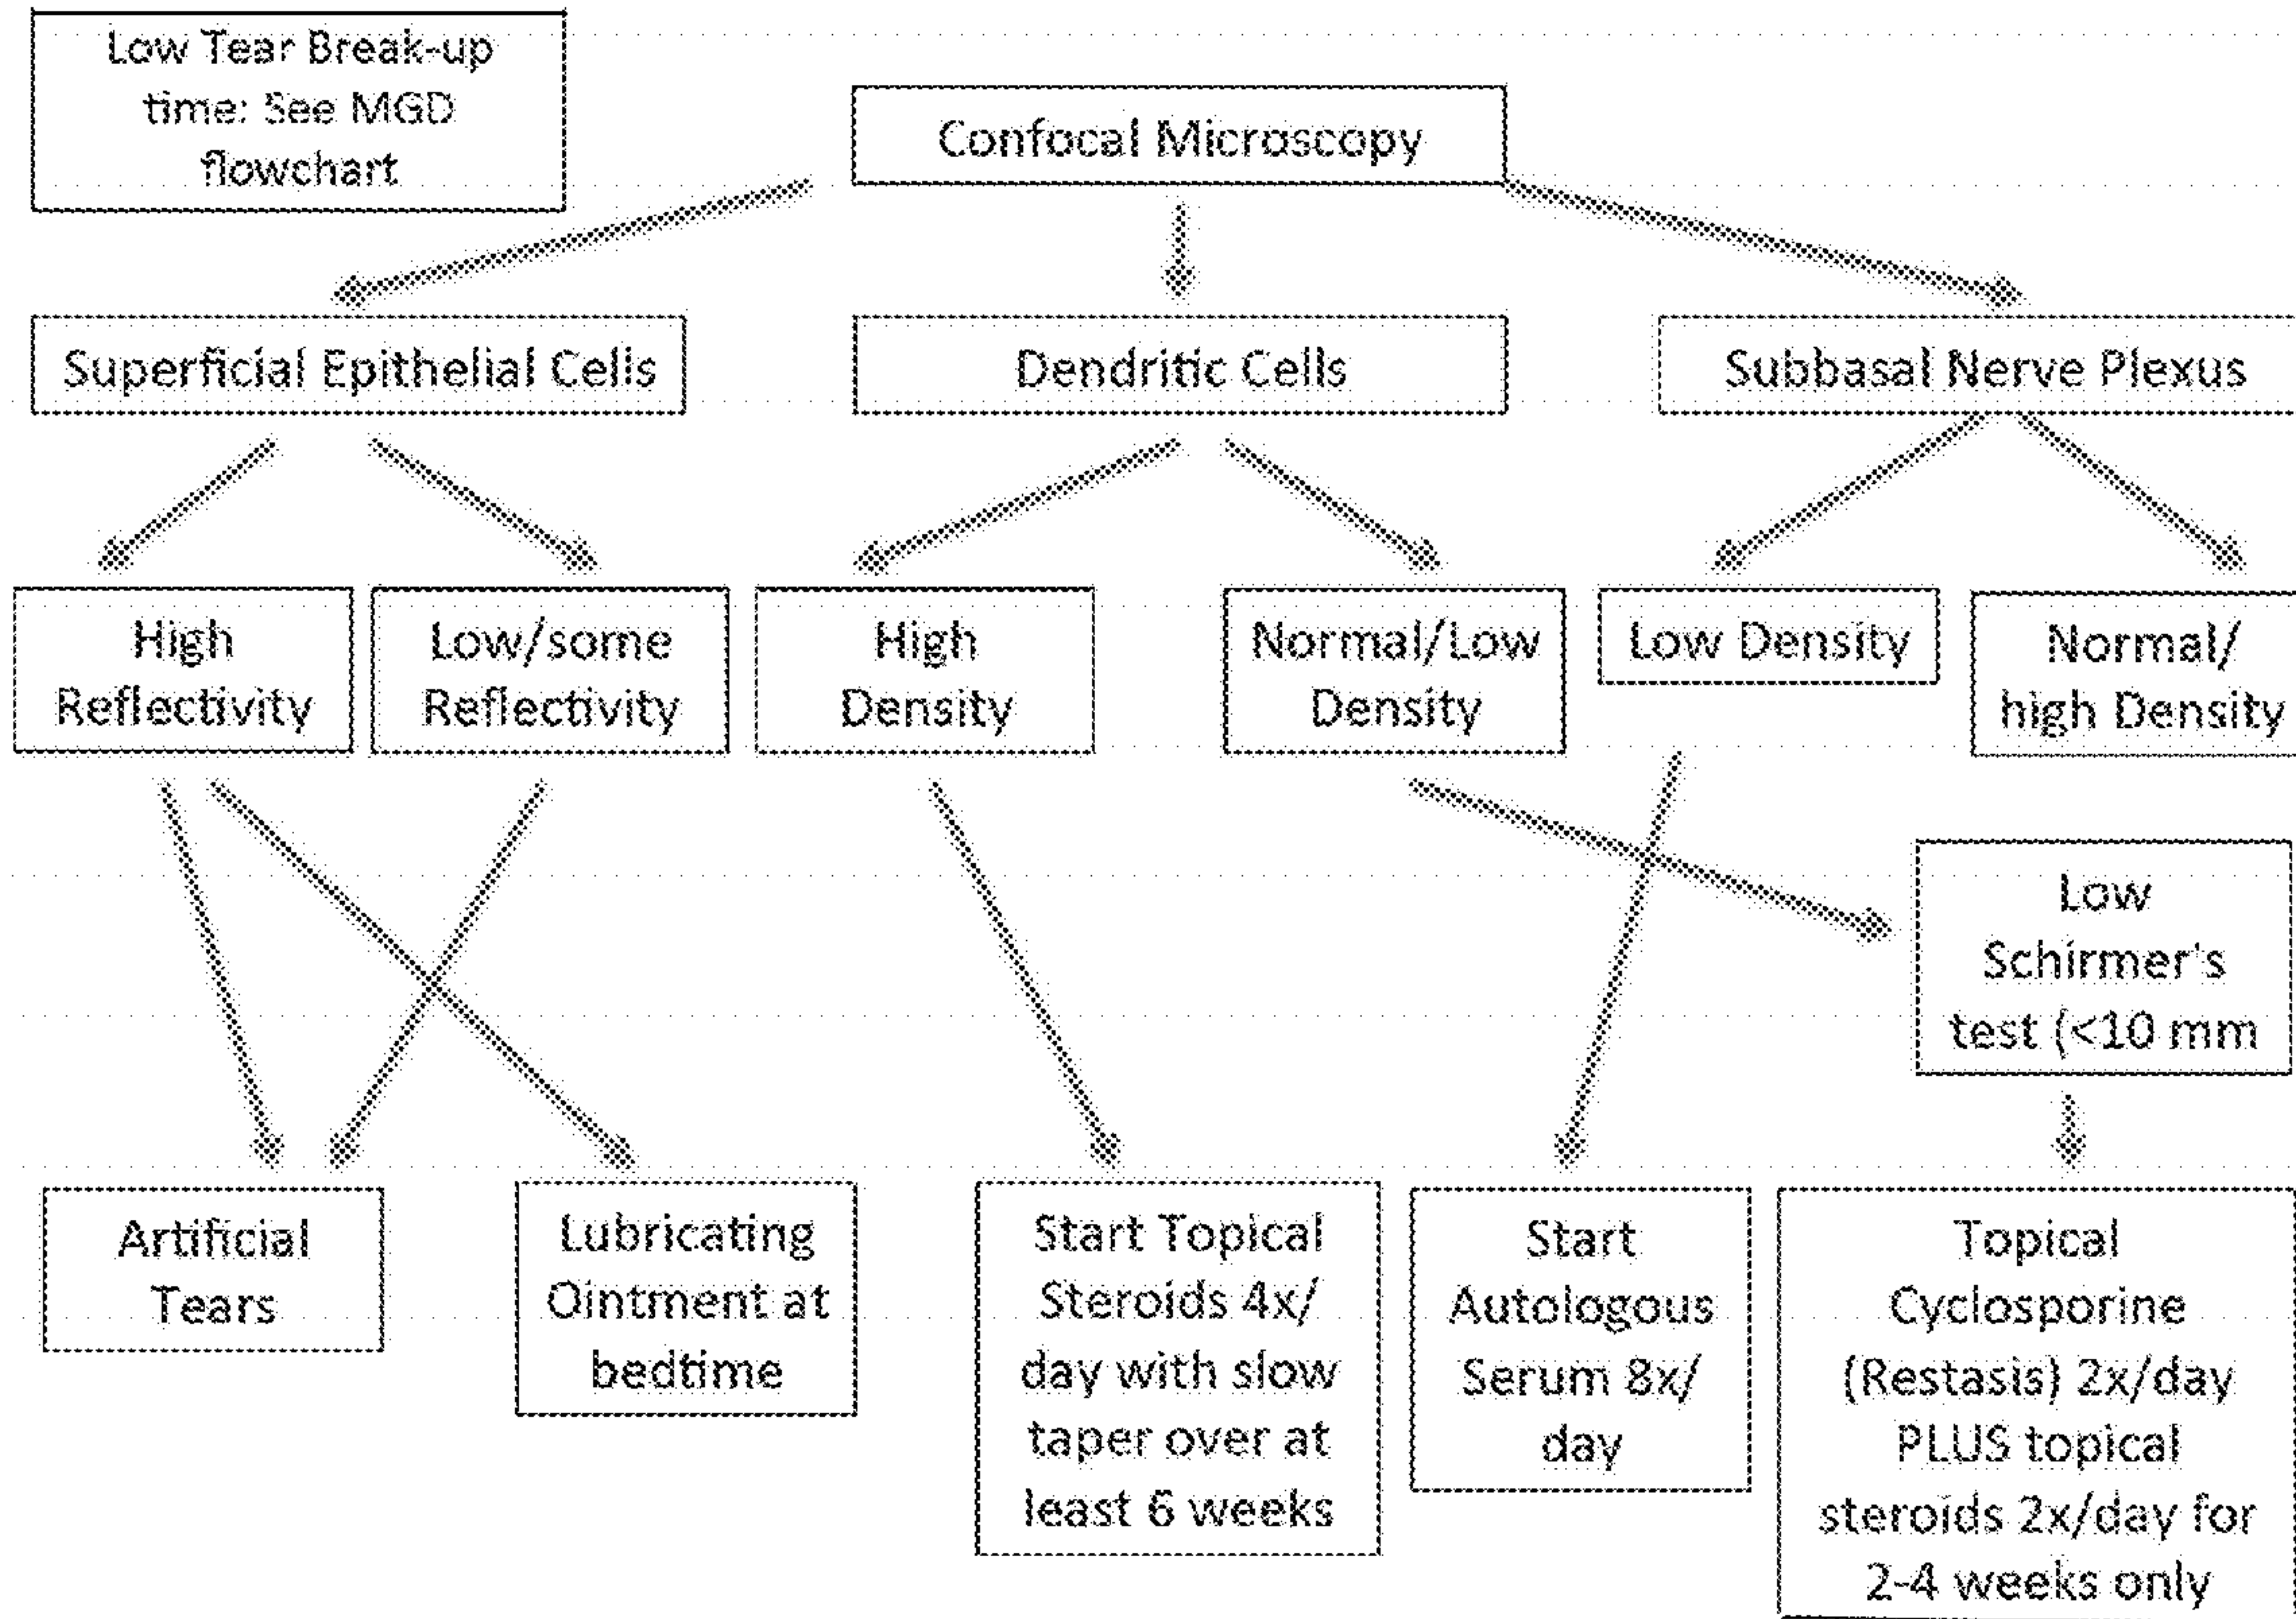 Low Tear Break-up
time: See MGD
flowchart
Confocal Microscopy
Superficial Epithelial Cells
Dendritic Cells
Subbasal Nerve Plexus
High
Reflectivity
Low/some
Reflectivity
High
Density
Normal/Low
Density
Low Density
Normal/
high Density
Low
Schirmer's
test (<10 mm
Artificial
Tears
Lubricating
Ointment at
bedtime
Start Topical
Steroids 4x/
day with slow
taper over at
least 6 weeks
Start
Autologous
Serum 8x/
day
Topical
Cyclosporine
(Restasis) 2x/day
PLUS topical
steroids 2x/day for
2-4 weeks only